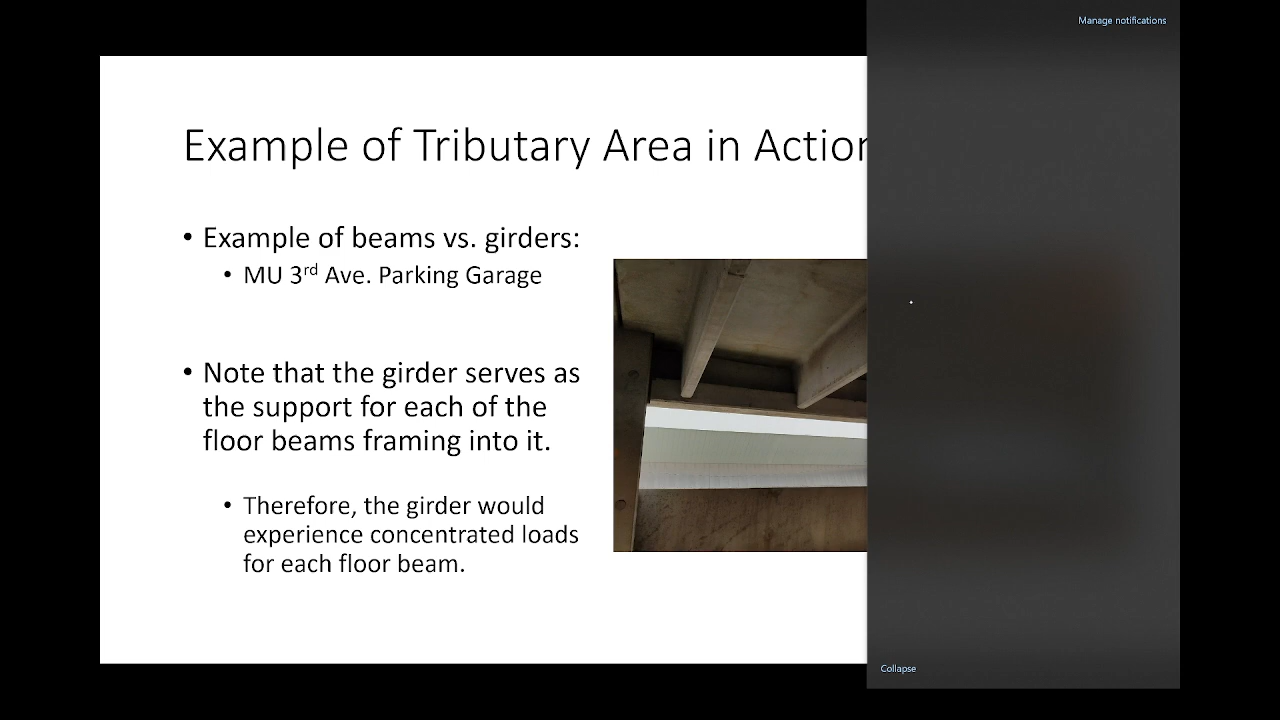 Manage notifications
Example of Tributary Area in Action
• Example of beams vs. girders:
• MU 3rd Ave. Parking Garage
• Note that the girder serves as
the support for each of the
floor beams framing into it.
• Therefore, the girder would
experience concentrated loads
for each floor beam.
Collapse